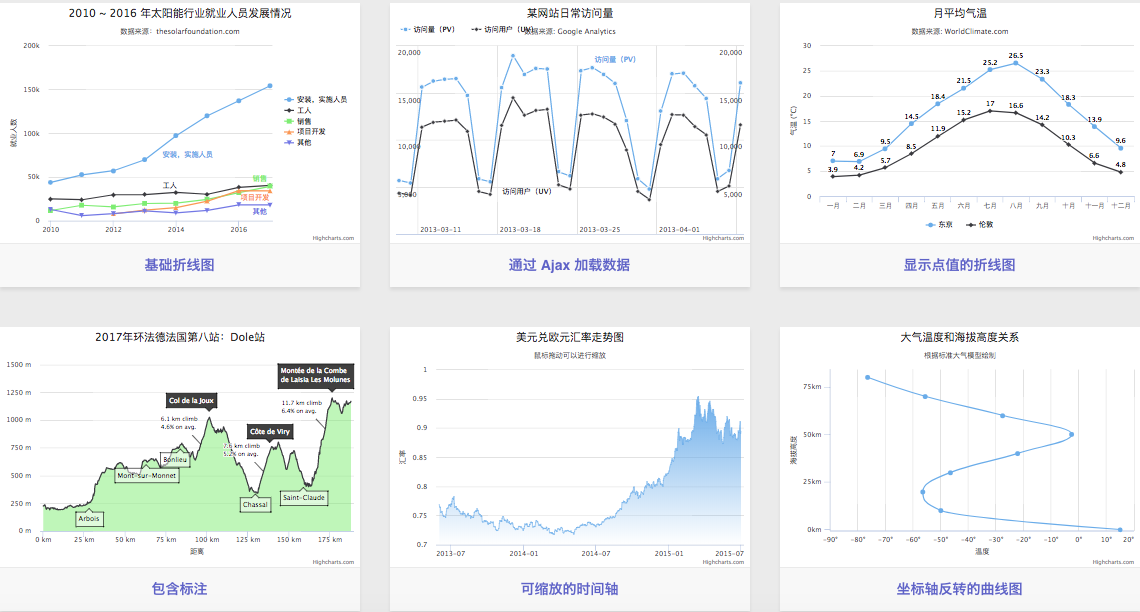 2010 ~ 2016 年太阳能行业就业人员发展情况
数据来源：thesolarfoundation.com
200k
150k
100k
50k
0
就业人数
2010
2012
2014
2016
安装，实施人员
工人
销售
项目开发
其他
安装，实施人员
工人
销售
项目开发
其他
Highcharts.com
基础折线图
某网站日常访问量
数据来源: Google Analytics
访问量（PV）
访问用户（UV）
20,000
15,000
10,000
5,000
20,000
15,000
10,000
5,000
访问量（PV）
访问用户（UV）
2013-03-11
2013-03-18
2013-03-25
2013-04-01
Highcharts.com
通过 Ajax 加载数据
月平均气温
数据来源: WorldClimate.com
气温 (°C)
30
25
20
15
10
5
0
7
6.9
9.5
14.5
18.4
21.5
25.2
26.5
23.3
18.3
13.9
9.6
3.9
4.2
5.7
8.5
11.9
15.2
17
16.6
14.2
10.3
6.6
4.8
一月
二月
三月
四月
五月
六月
七月
八月
九月
十月
十一月
十二月
东京
伦敦
Highcharts.com
显示点值的折线图
2017年环法德法国第八站：Dole站
1500 m
1250 m
1000 m
750 m
500 m
250 m
0 m
Arbois
Mont-sur-Monnet
Bonlieu
Chassal
Saint-Claude
Col de la Joux
Côte de Viry
Montée de la Combe
de Laisia Les Molunes
6.1 km climb
4.6% on avg.
7.6 km climb
5.2% on avg.
11.7 km climb
6.4% on avg.
0 km
25 km
50 km
75 km
100 km
125 km
150 km
175 km
距离
Highcharts.com
包含标注
美元兑欧元汇率走势图
鼠标拖动可以进行缩放
汇率
1
0.95
0.9
0.85
0.8
0.75
0.7
2013-07
2014-01
2014-07
2015-01
2015-07
Highcharts.com
可缩放的时间轴
大气温度和海拔高度关系
根据标准大气模型绘制
海拔高度
75km
50km
25km
0km
-90°
-80°
-70°
-60°
-50°
-40°
-30°
-20°
-10°
0°
10°
20°
温度
Highcharts.com
坐标轴反转的曲线图